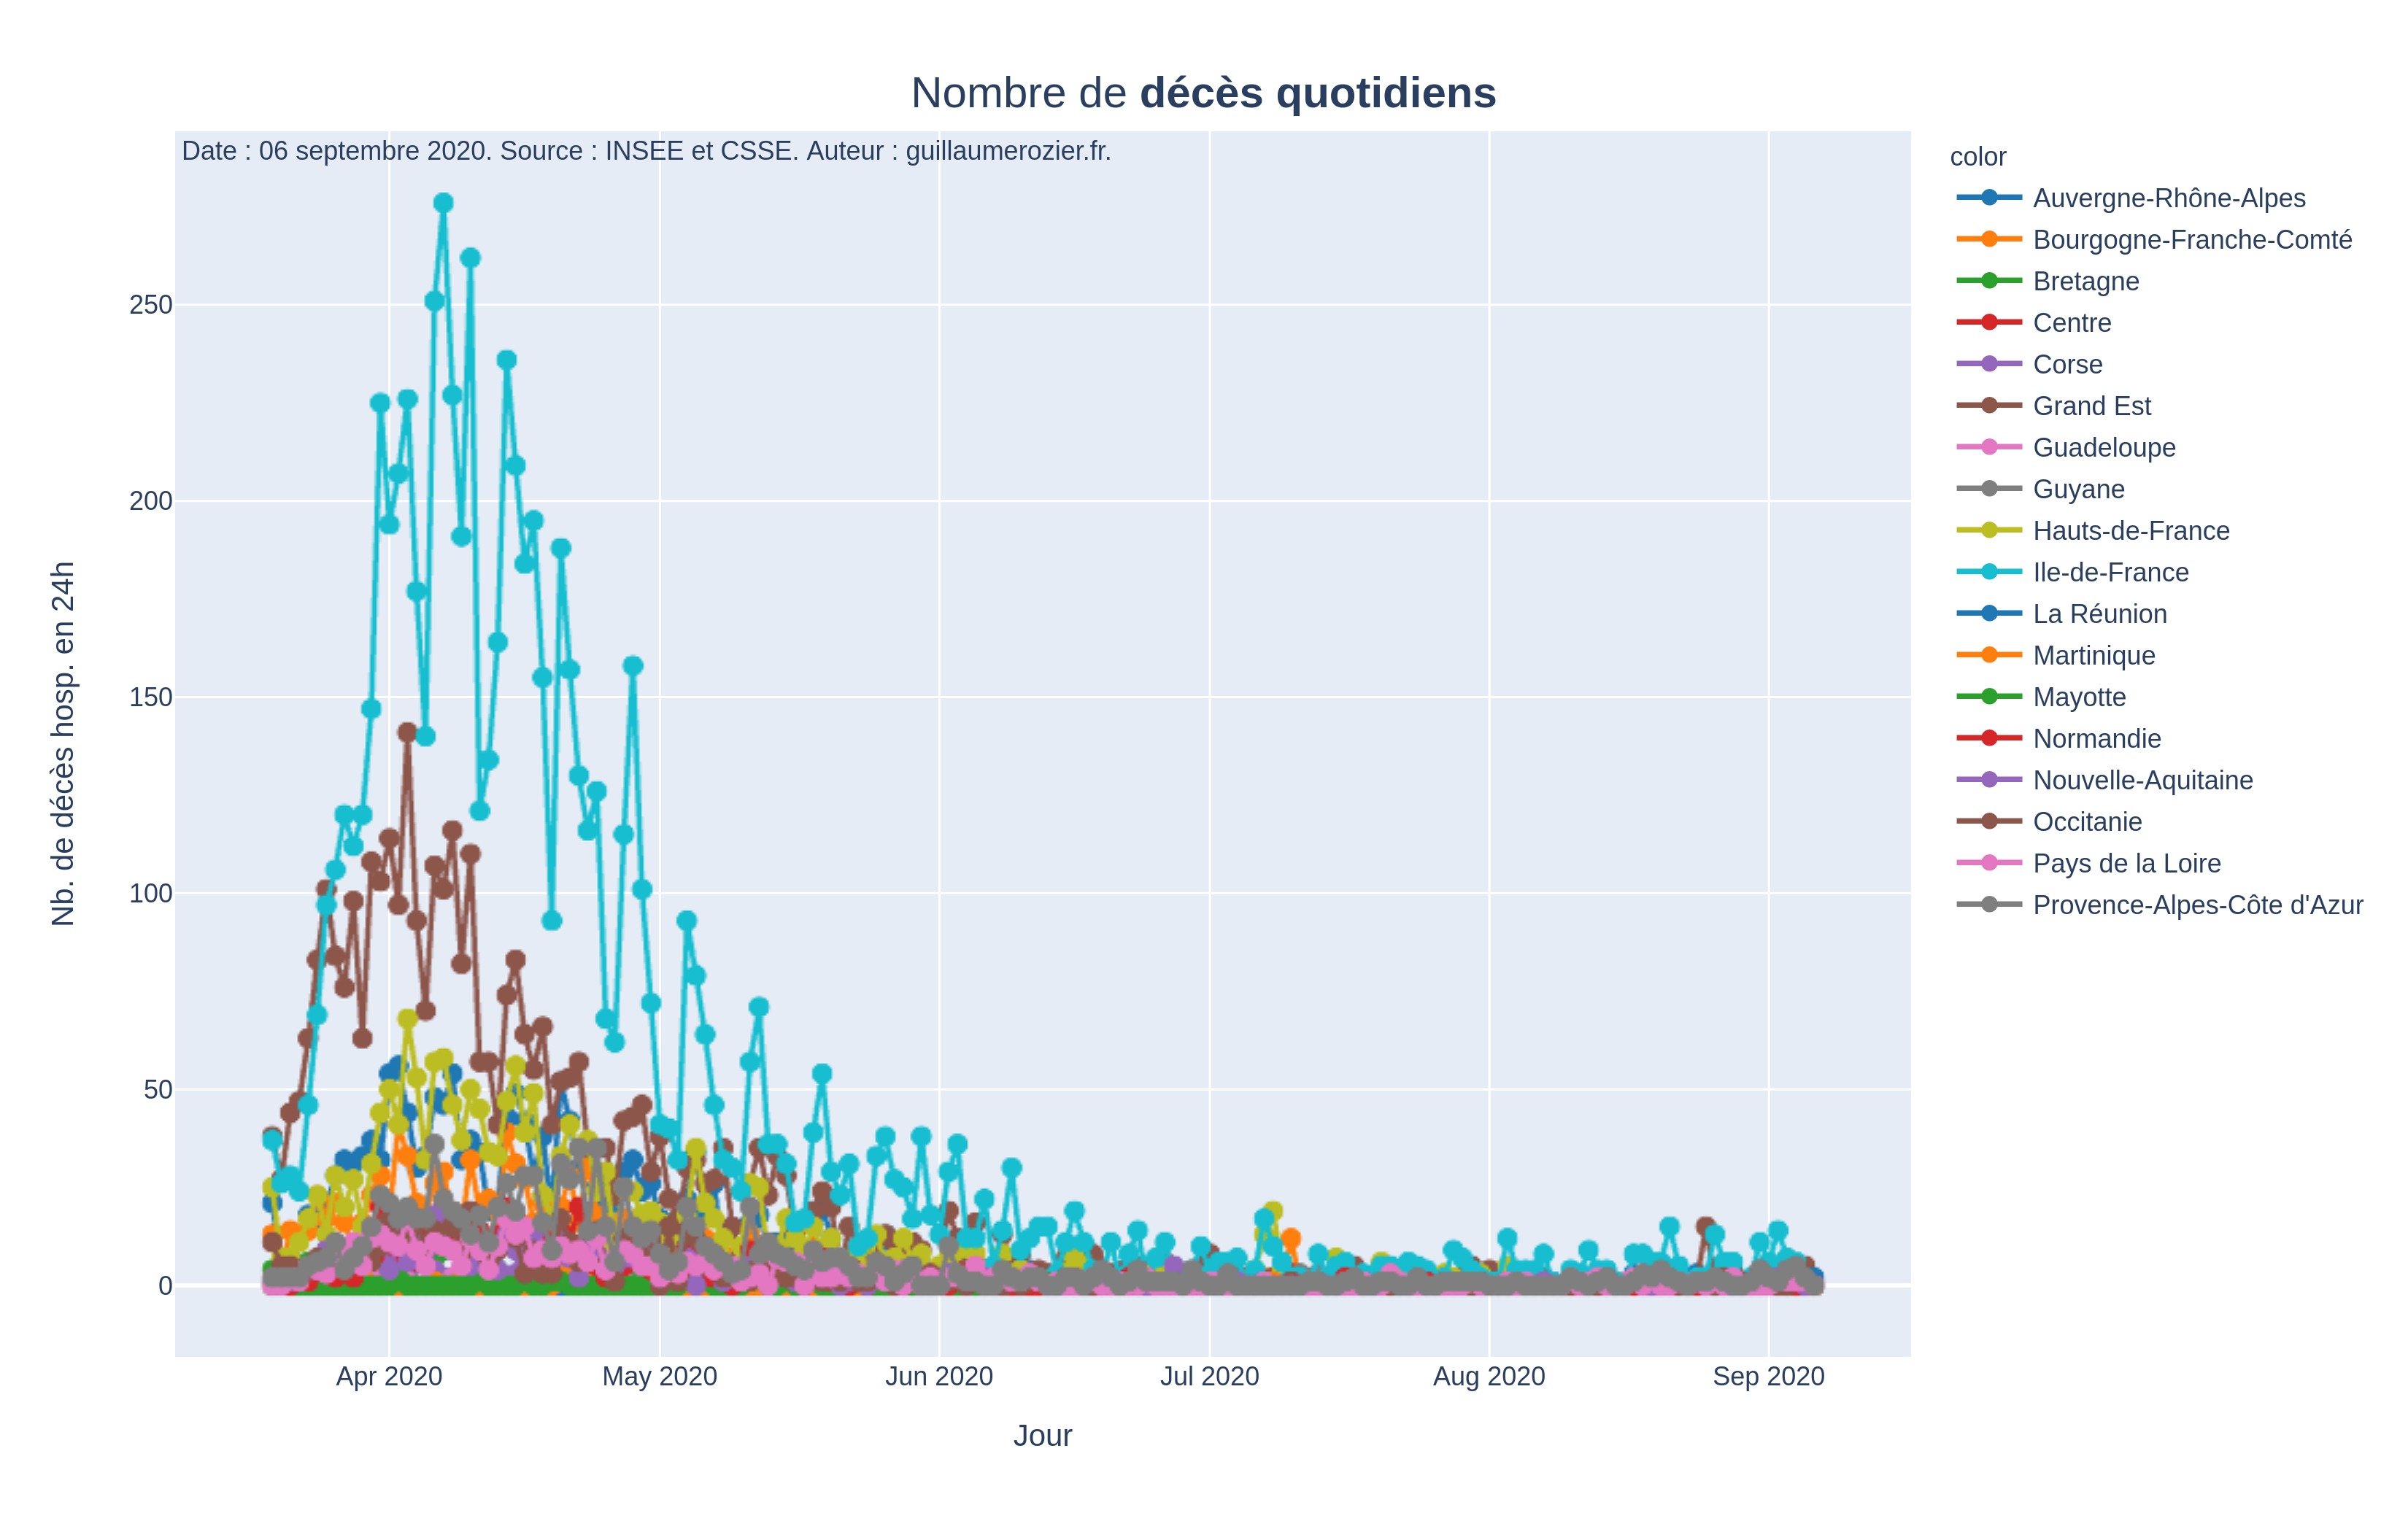 Nombre de décès quotidiens
Date : 06 septembre 2020. Source : INSEE et CSSE. Auteur : guillaumerozier.fr.
color
Auvergne-Rhône-Alpes
Bourgogne-Franche-Comté
Bretagne
Centre
Corse
Grand Est
Guadeloupe
Guyane
Hauts-de-France
Ile-de-France
La Réunion
Martinique
Mayotte
Normandie
Nouvelle-Aquitaine
Occitanie
Pays de la Loire
Provence-Alpes-Côte d'Azur
Nb. de décès hosp. en 24h
250
200
150
100
50
0
Apr 2020 May 2020 Jun 2020 Jul 2020 Aug 2020 Sep 2020
Jour